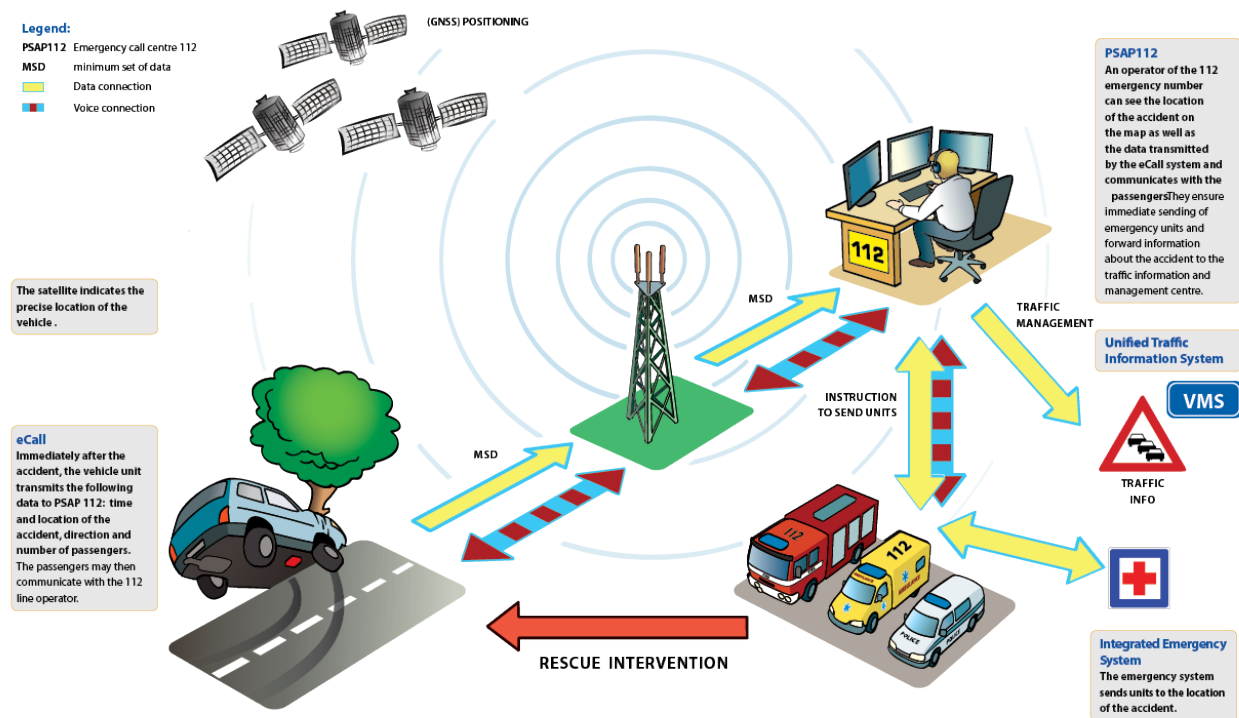 Legend:
PSAP112 Emergency call centre 112
MSD minimum set of data
Data connection
Voice connection
(GNSS) POSITIONING
PSAP112
An operator of the 112
emergency number
can see the location
of the accident on
the map as well as
the data transmitted
by the eCall system and
communicates with the
passengers.They ensure
immediate sending of
emergency units and
forward information
about the accident to the
traffic information and
management centre.
112
The satellite indicates the
precise location of the
vehicle .
MSD
TRAFFIC
MANAGEMENT
Unified Traffic
Information System
VMS
INSTRUCTION
TO SEND UNITS
eCall
Immediately after the
accident, the vehicle unit
transmits the following
data to PSAP 112: time
and location of the
accident, direction and
number of passengers.
The passengers may then
communicate with the 112
line operator.
MSD
TRAFFIC
INFO
112
112
AMBULANCE
AMBULANCE
POLICE
POLICE
RESCUE INTERVENTION
Integrated Emergency
System
The emergency system
sends units to the location
of the accident.